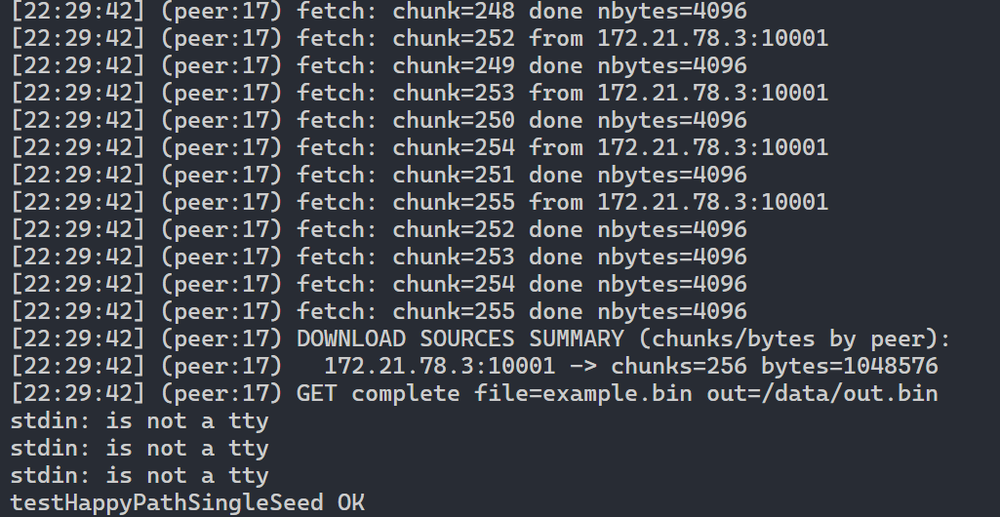 [22:29:42] (peer:17) fetch: chunk=248 done nbytes=4096
[22:29:42] (peer:17) fetch: chunk=252 from 172.21.78.3:10001
[22:29:42] (peer:17) fetch: chunk=249 done nbytes=4096
[22:29:42] (peer:17) fetch: chunk=253 from 172.21.78.3:10001
[22:29:42] (peer:17) fetch: chunk=250 done nbytes=4096
[22:29:42] (peer:17) fetch: chunk=254 from 172.21.78.3:10001
[22:29:42] (peer:17) fetch: chunk=251 done nbytes=4096
[22:29:42] (peer:17) fetch: chunk=255 from 172.21.78.3:10001
[22:29:42] (peer:17) fetch: chunk=252 done nbytes=4096
[22:29:42] (peer:17) fetch: chunk=253 done nbytes=4096
[22:29:42] (peer:17) fetch: chunk=254 done nbytes=4096
[22:29:42] (peer:17) fetch: chunk=255 done nbytes=4096
[22:29:42] (peer:17) DOWNLOAD SOURCES SUMMARY (chunks/bytes by peer):
[22:29:42] (peer:17)   172.21.78.3:10001 -> chunks=256 bytes=1048576
[22:29:42] (peer:17) GET complete file=example.bin out=/data/out.bin
stdin: is not a tty
stdin: is not a tty
stdin: is not a tty
testHappyPathSingleSeed OK